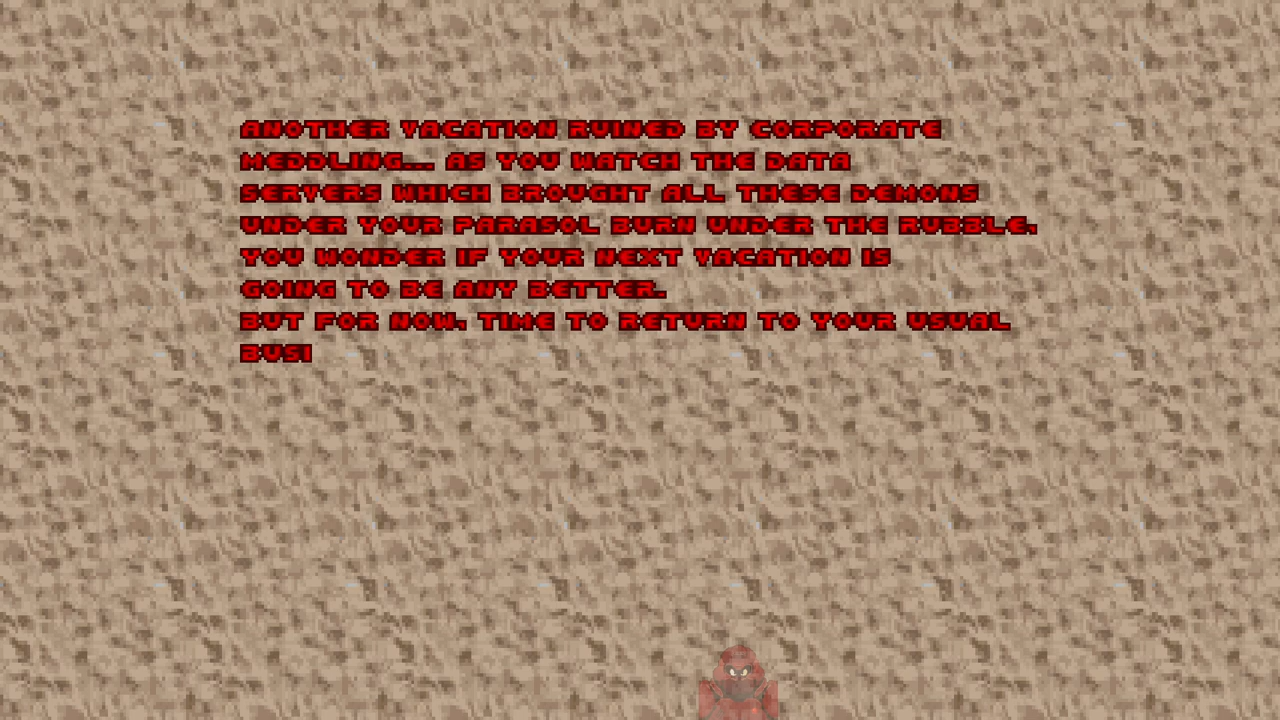 ANOTHER VACATION RUINED BY CORPORATE
MEDDLING... AS YOU WATCH THE DATA
SERVERS WHICH BROUGHT ALL THESE DEMONS
UNDER YOUR PARASOL BURN UNDER THE RUBBLE,
YOU WONDER IF YOUR NEXT VACATION IS
GOING TO BE ANY BETTER.
BUT FOR NOW, TIME TO RETURN TO YOUR USUAL
BUSI